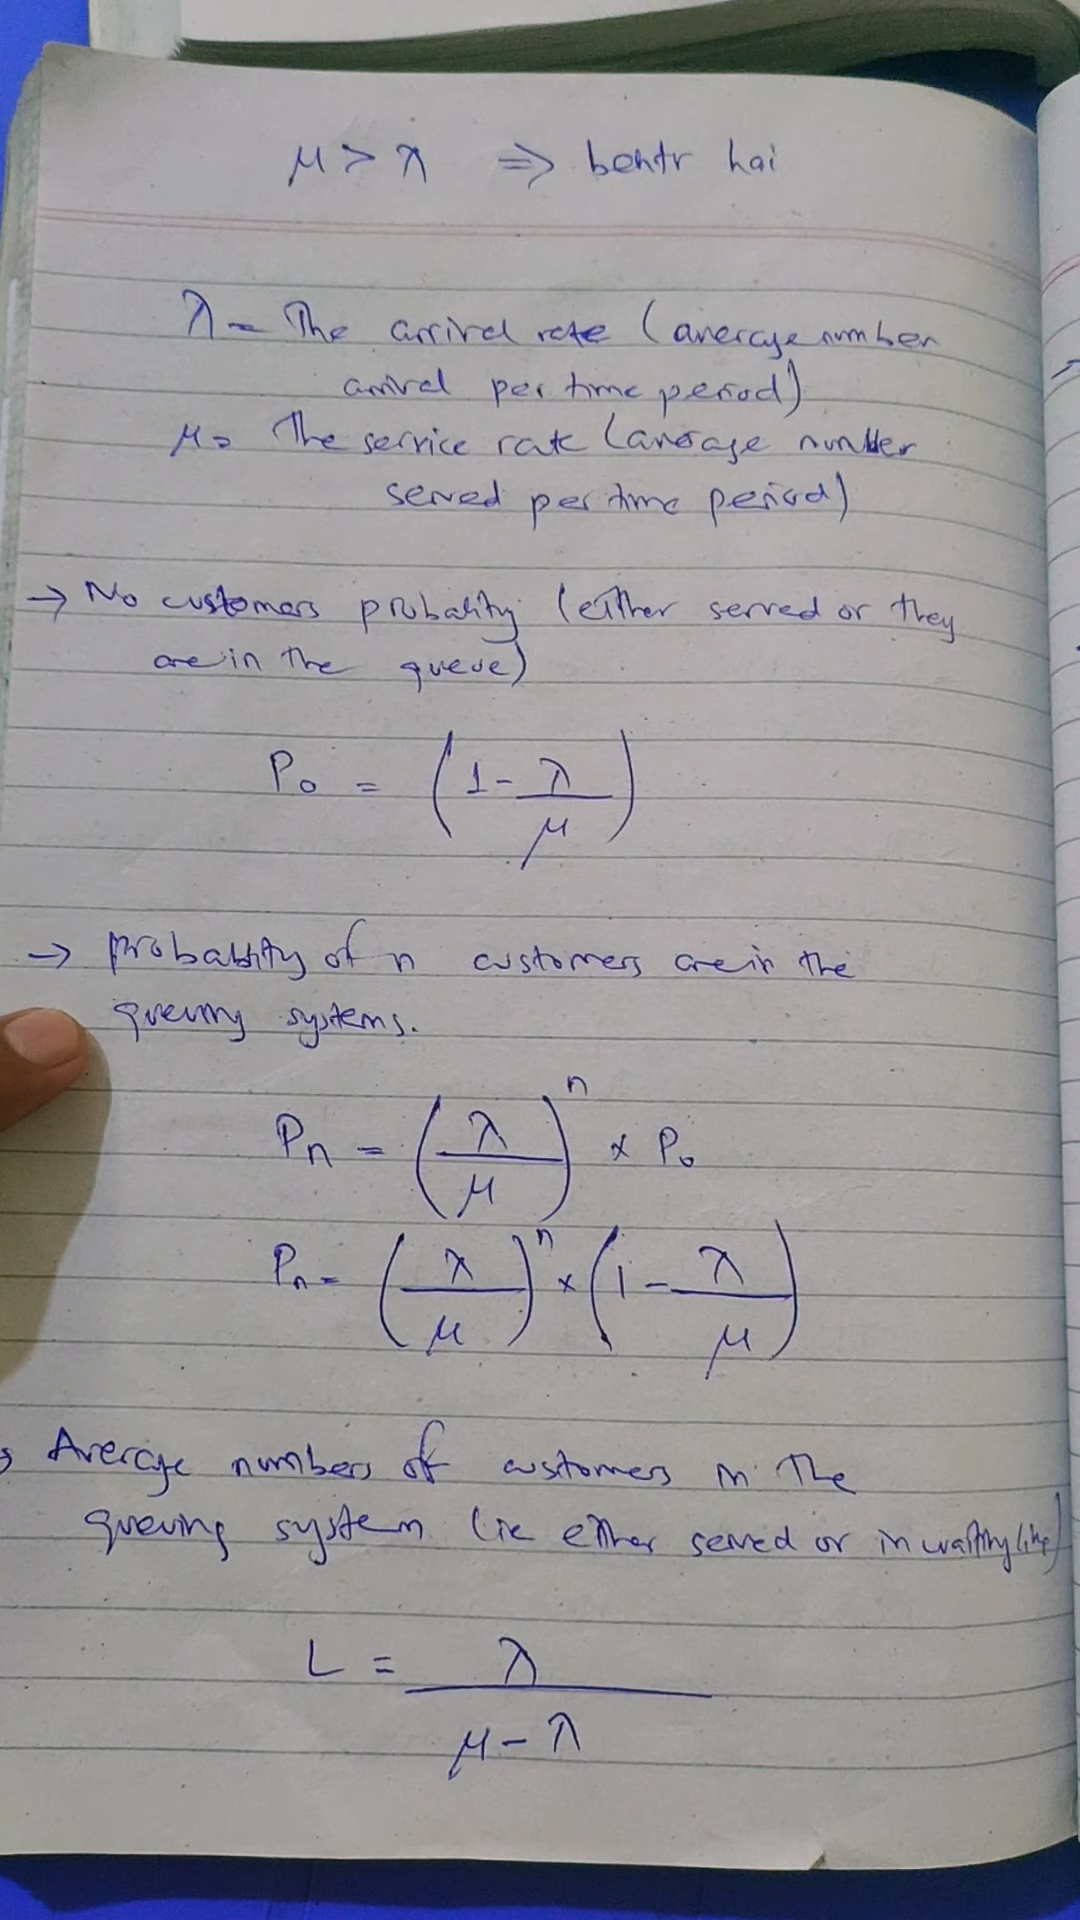 μ > λ ⇒ behtr hai
λ = The arrival rate (average number
arrival per time period)
μ = The service rate (average number
served per time period)
→ No customers probality (either served or they
are in the queue)
P₀ = (1 - λ/μ)
→ probability of n customers are in the
queuing systems.
Pₙ = (λ/μ)ⁿ × P₀
Pₙ = (λ/μ)ⁿ × (1 - λ/μ)
→ Average numbers of customers in the
queuing system (ie either served or in waiting line)
L = λ/(μ - λ)